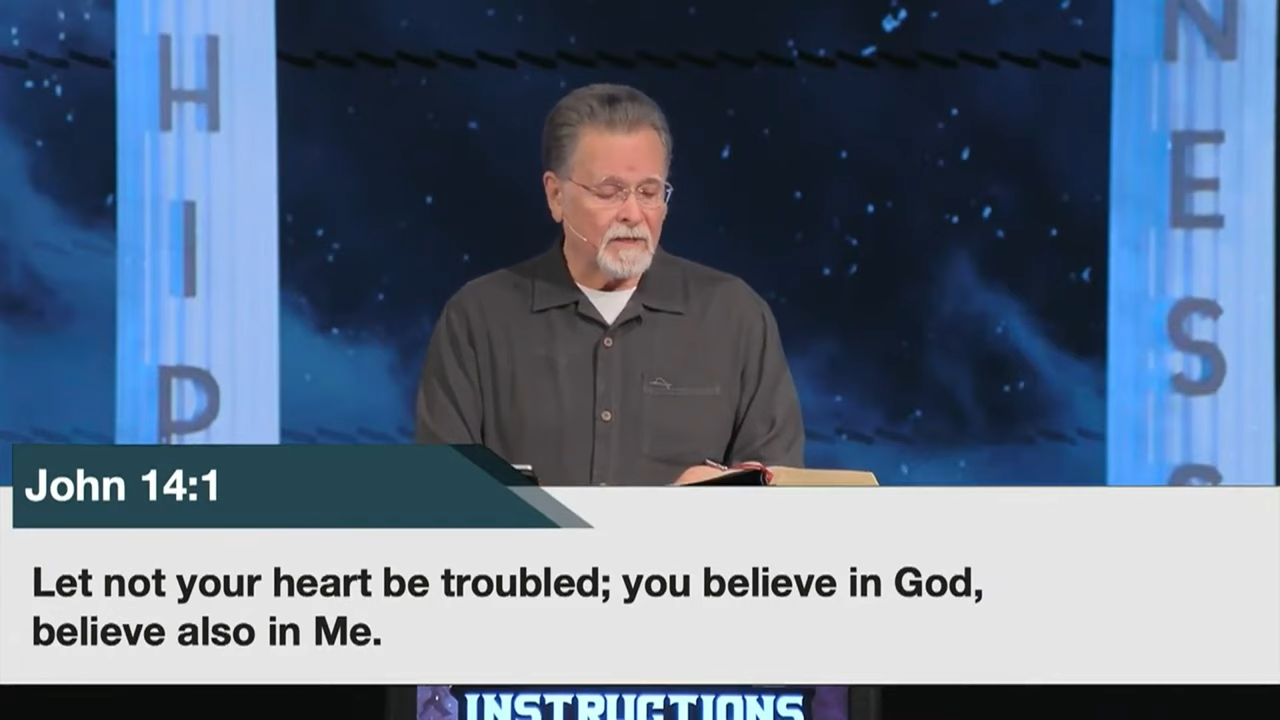 H
I
P
N
E
S
S
John 14:1
Let not your heart be troubled; you believe in God,
believe also in Me.
INSTRUCTIONS